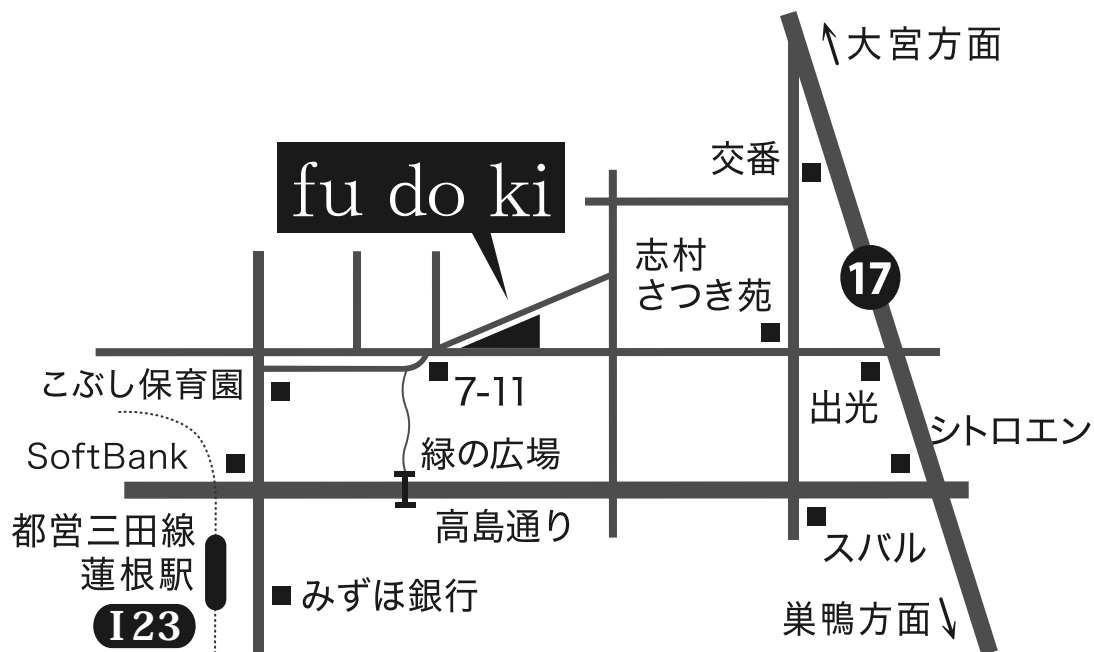 大宮方面
交番
fu do ki
志村
さつき苑
17
こぶし保育園
7-11
出光
シトロエン
SoftBank
緑の広場
都営三田線
蓮根駅
I 23
高島通り
スバル
みずほ銀行
巣鴨方面